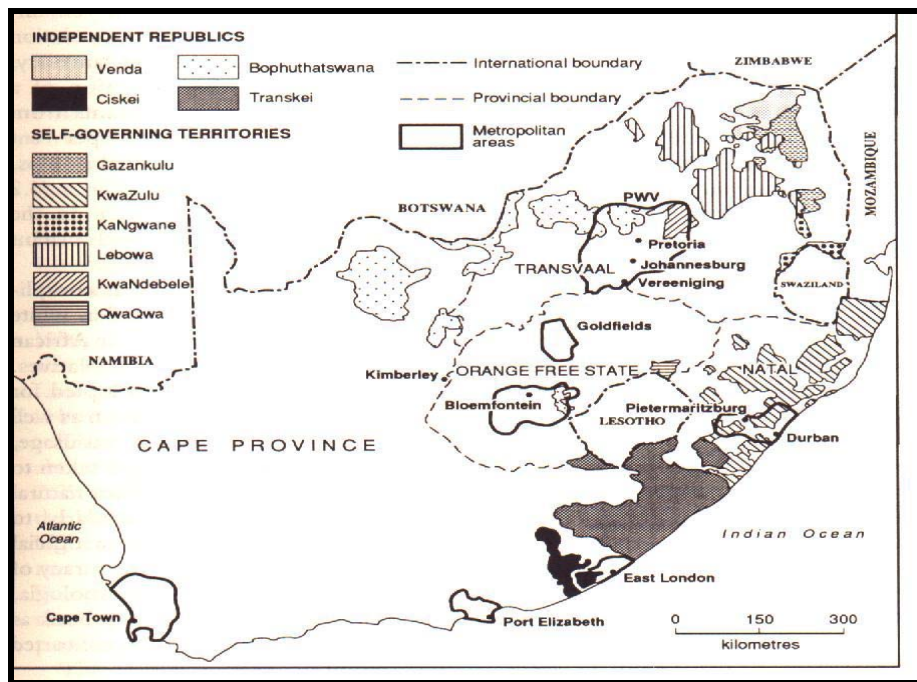 INDEPENDENT REPUBLICS
Venda
Bophuthatswana
Ciskei
Transkei
International boundary
Provincial boundary
Metropolitan
areas
SELF-GOVERNING TERRITORIES
Gazankulu
KwaZulu
KaNgwane
Lebowa
KwaNdebele
QwaQwa
ZIMBABWE
MOZAMBIQUE
BOTSWANA
PWV
Pretoria
TRANSVAAL
Johannesburg
Vereeniging
SWAZILAND
Goldfields
NAMIBIA
Kimberley
ORANGE FREE STATE
NATAL
Bloemfontein
Pietermaritzburg
LESOTHO
Durban
CAPE PROVINCE
Atlantic
Ocean
Indian Ocean
East London
Cape Town
Port Elizabeth
0 150 300
kilometres